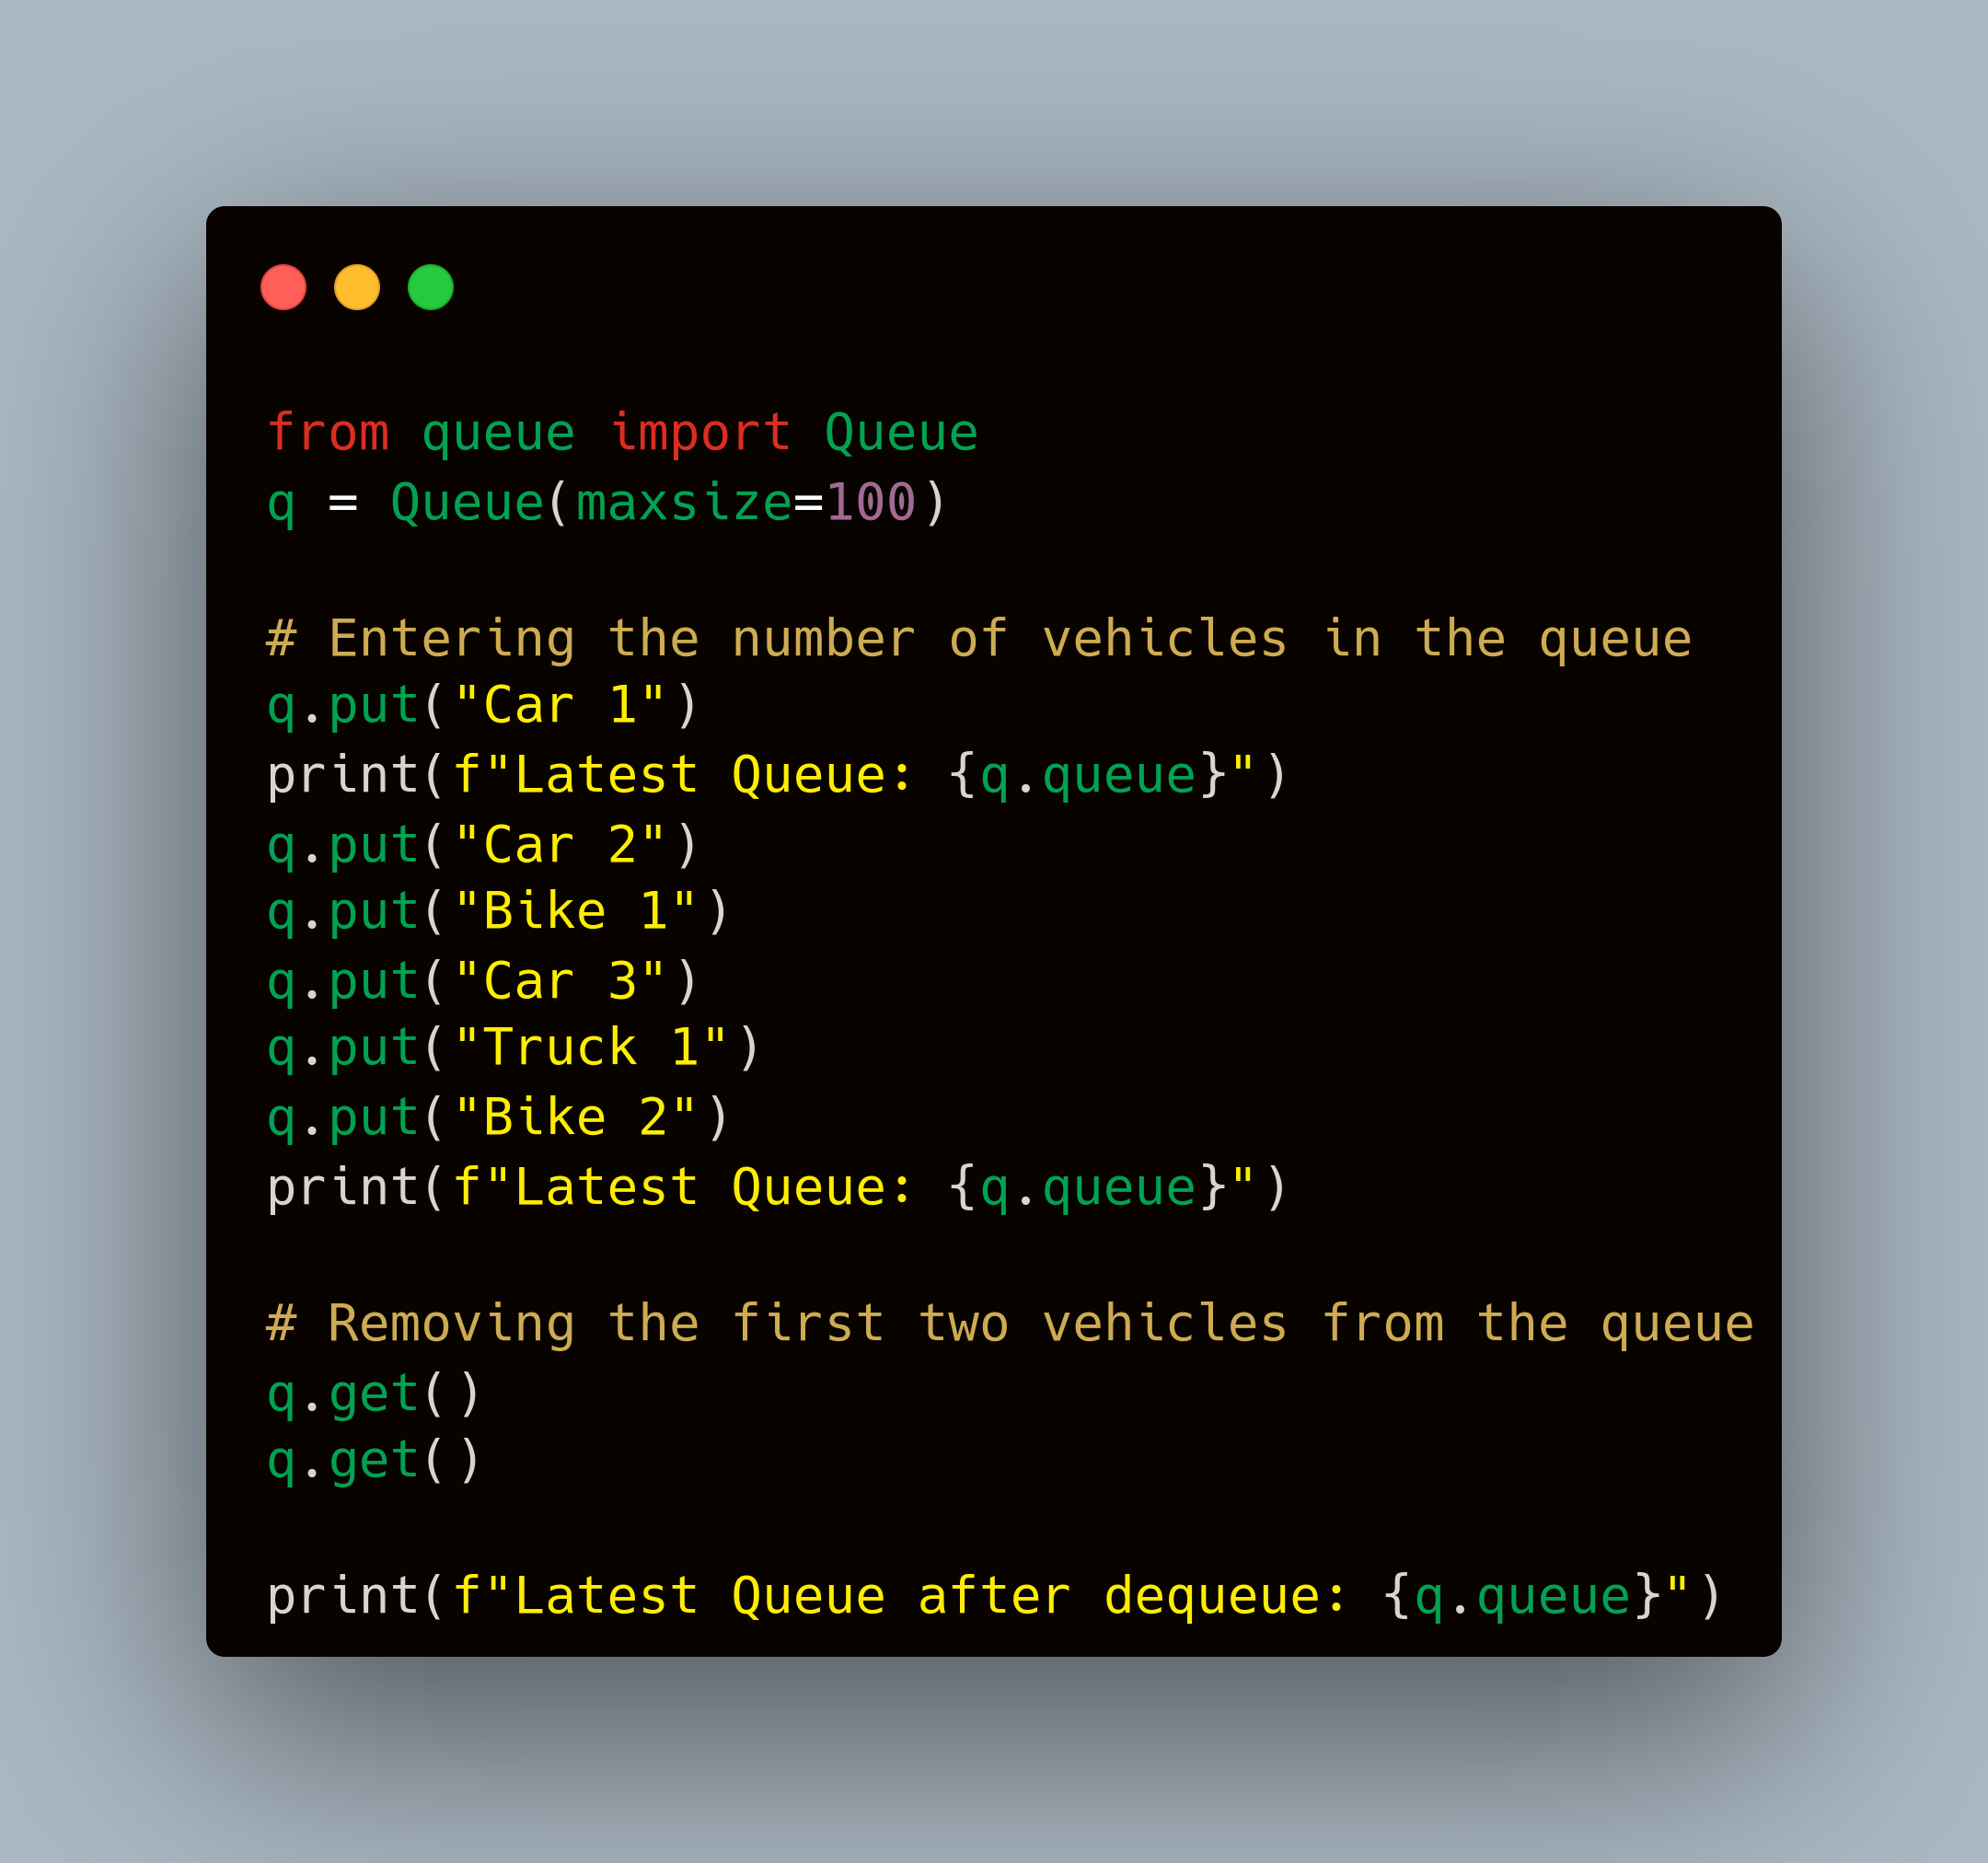 from queue import Queue
q = Queue(maxsize=100)
# Entering the number of vehicles in the queue
q.put("Car 1")
print(f"Latest Queue: {q.queue}")
q.put("Car 2")
q.put("Bike 1")
q.put("Car 3")
q.put("Truck 1")
q.put("Bike 2")
print(f"Latest Queue: {q.queue}")
# Removing the first two vehicles from the queue
q.get()
q.get()
print(f"Latest Queue after dequeue: {q.queue}")